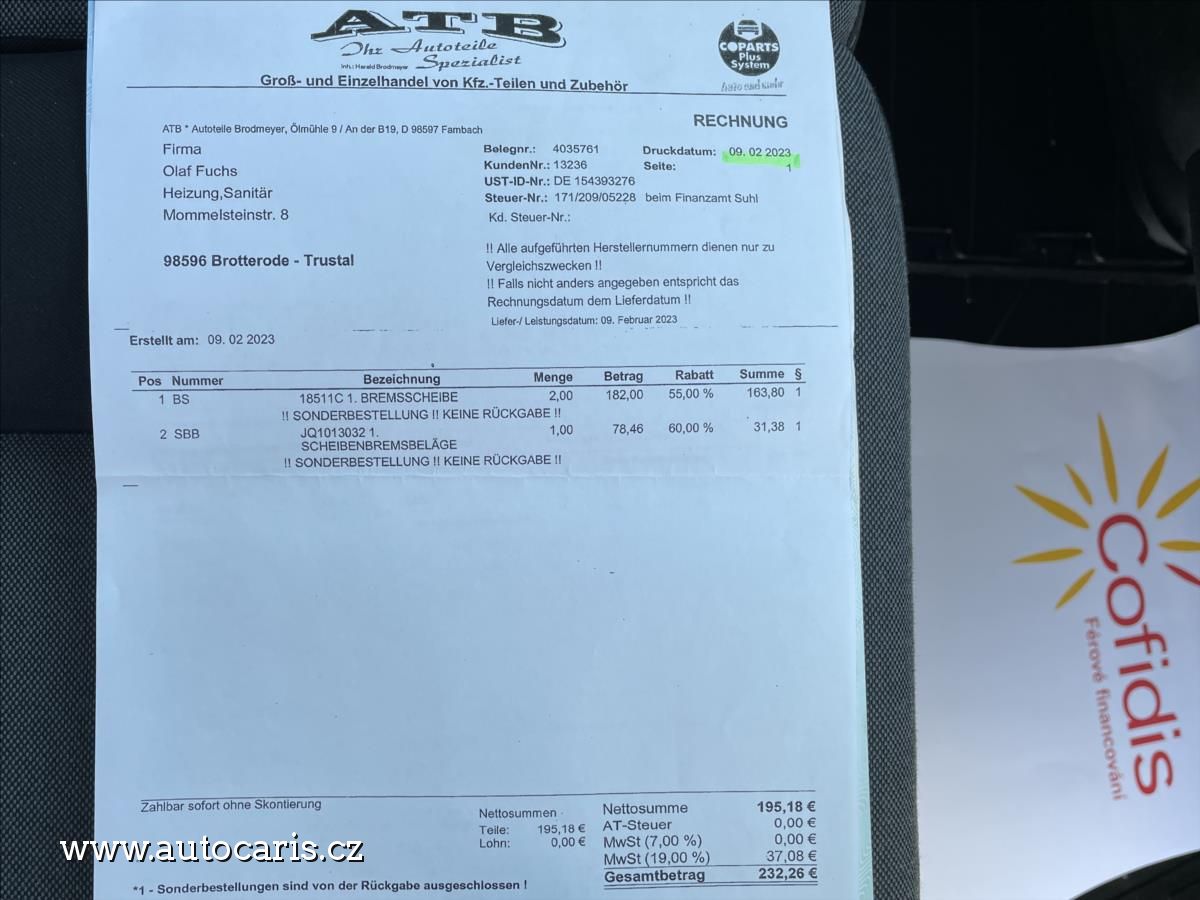 ATB
Ihr Autoteile
Spezialist
Inh.: Harald Brodmeyer
Groß- und Einzelhandel von Kfz.-Teilen und Zubehör
COPARTS
Plus
System
Auto und mehr
RECHNUNG
ATB * Autoteile Brodmeyer, Ölmühle 9 / An der B19, D 98597 Fambach
Firma
Olaf Fuchs
Heizung,Sanitär
Mommelsteinstr. 8
98596 Brotterode - Trustal
Belegnr.: 4035761
KundenNr.: 13236
UST-ID-Nr.: DE 154393276
Steuer-Nr.: 171/209/05228 beim Finanzamt Suhl
Kd. Steuer-Nr.:
Druckdatum: 09. 02 2023
Seite: 1
!! Alle aufgeführten Herstellernummern dienen nur zu
Vergleichszwecken !!
!! Falls nicht anders angegeben entspricht das
Rechnungsdatum dem Lieferdatum !!
Liefer-/ Leistungsdatum: 09. Februar 2023
Erstellt am: 09. 02 2023
Pos Nummer Bezeichnung Menge Betrag Rabatt Summe §
1 BS 18511C 1. BREMSSCHEIBE 2,00 182,00 55,00 % 163,80 1
!! SONDERBESTELLUNG !! KEINE RÜCKGABE !!
2 SBB JQ1013032 1. 1,00 78,46 60,00 % 31,38 1
SCHEIBENBREMSBELÄGE
!! SONDERBESTELLUNG !! KEINE RÜCKGABE !!
Zahlbar sofort ohne Skontierung
Nettosummen
Teile: 195,18 €
Lohn: 0,00 €
Nettosumme 195,18 €
AT-Steuer 0,00 €
MwSt (7,00 %) 0,00 €
MwSt (19,00 %) 37,08 €
Gesamtbetrag 232,26 €
*1 - Sonderbestellungen sind von der Rückgabe ausgeschlossen !
www.autocaris.cz
Cofidis
Férové financování